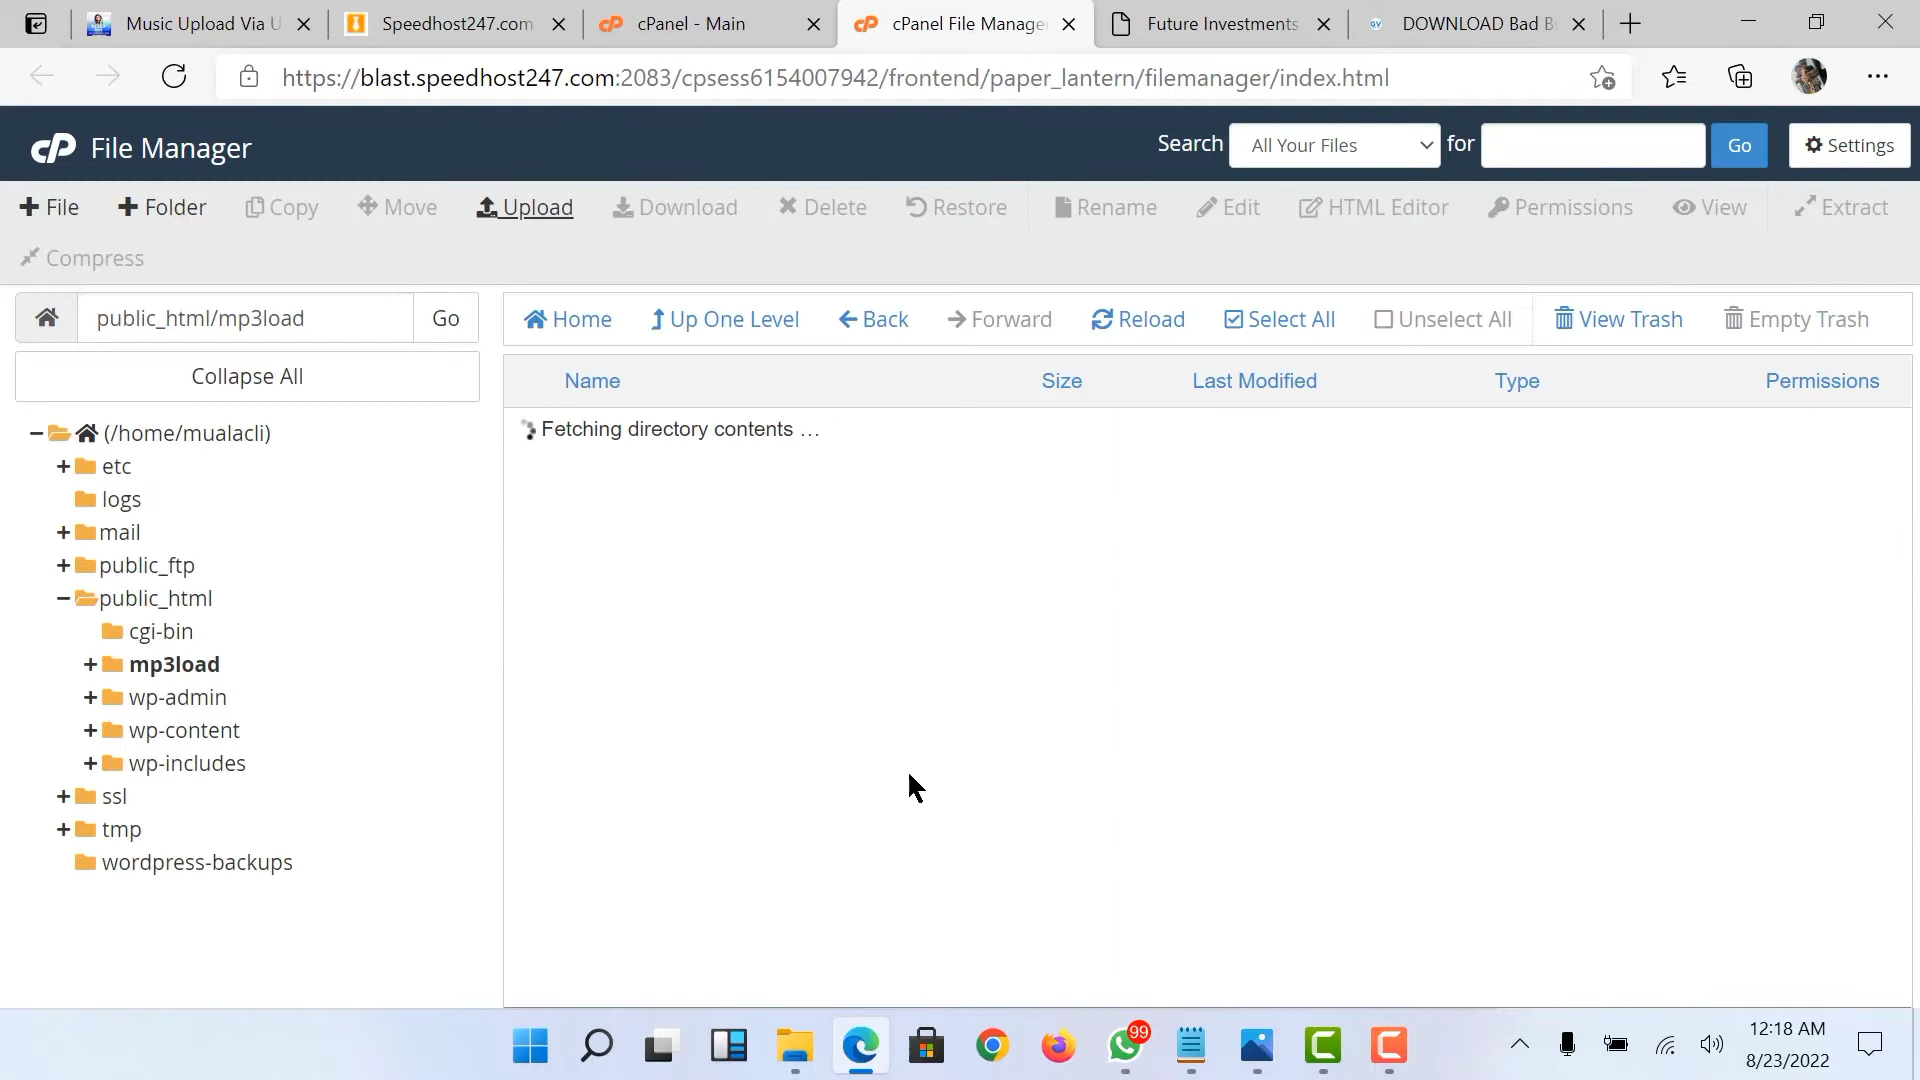 Music Upload Via U
Speedhost247.com
cPanel - Main
cPanel File Manage
Future Investments
DOWNLOAD Bad B
https://blast.speedhost247.com:2083/cpsess6154007942/frontend/paper_lantern/filemanager/index.html
cP File Manager
Search All Your Files for Go Settings
File Folder Copy Move Upload Download Delete Restore Rename Edit HTML Editor Permissions View Extract
Compress
public_html/mp3load Go
Home Up One Level Back Forward Reload Select All Unselect All View Trash Empty Trash
Collapse All
Name Size Last Modified Type Permissions
Fetching directory contents ...
(/home/mualacli)
etc
logs
mail
public_ftp
public_html
cgi-bin
mp3load
wp-admin
wp-content
wp-includes
ssl
tmp
wordpress-backups
99
12:18 AM
8/23/2022